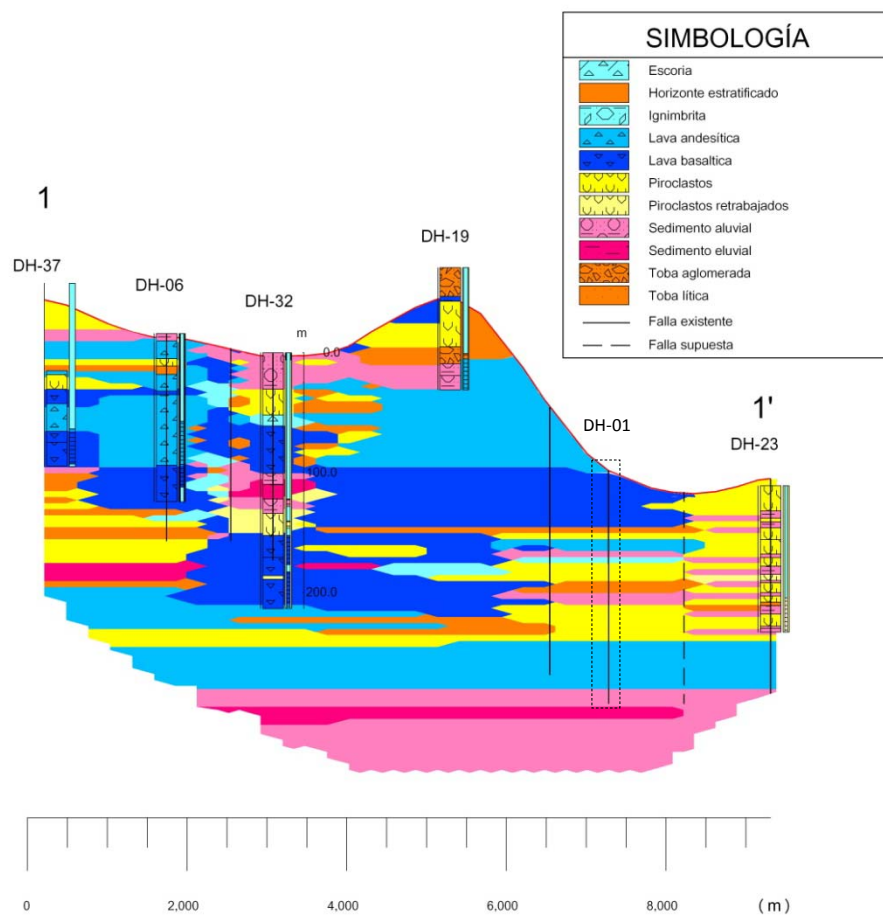 SIMBOLOGÍA
Escoria
Horizonte estratificado
Ignimbrita
Lava andesítica
Lava basaltica
Piroclastos
Piroclastos retrabajados
Sedimento aluvial
Sedimento eluvial
Toba aglomerada
Toba lítica
Falla existente
Falla supuesta
1
DH-37
DH-06
DH-32
DH-19
DH-01
1'
DH-23
m
0.0
100.0
200.0
0 2,000 4,000 6,000 8,000 (m)